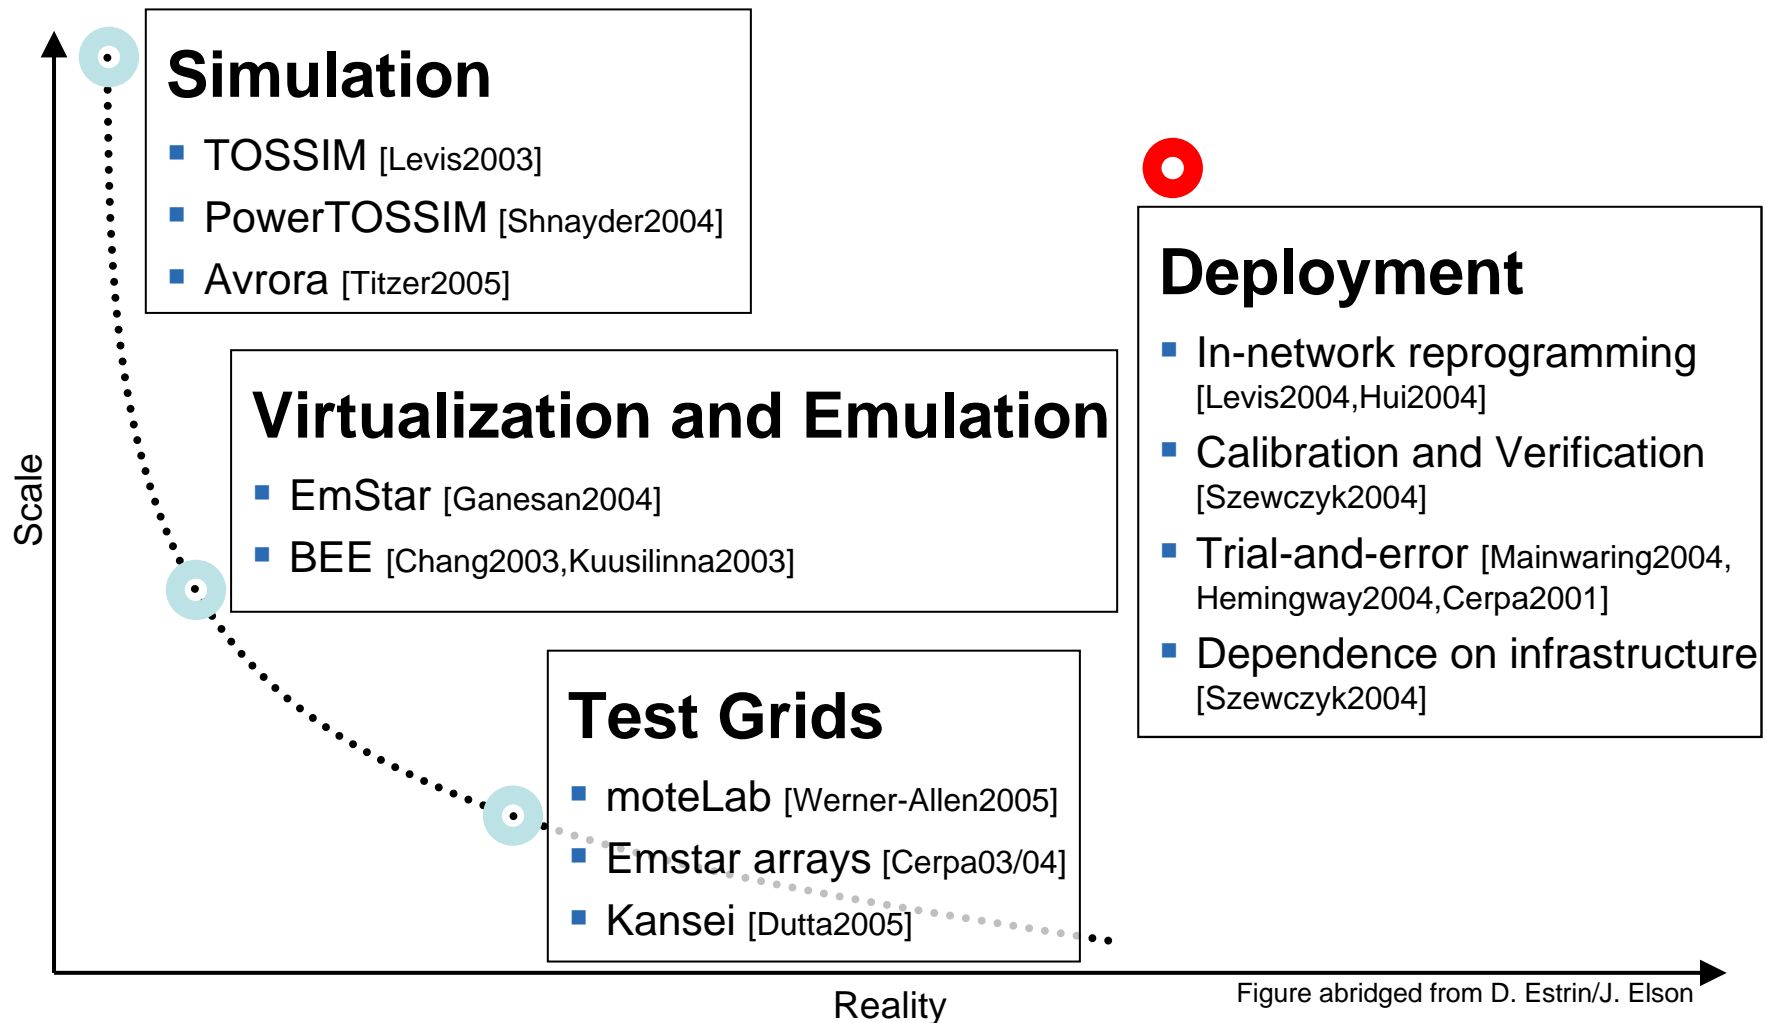 Simulation
TOSSIM [Levis2003]
PowerTOSSIM [Shnayder2004]
Avrora [Titzer2005]
Virtualization and Emulation
EmStar [Ganesan2004]
BEE [Chang2003,Kuusilinna2003]
Test Grids
moteLab [Werner-Allen2005]
Emstar arrays [Cerpa03/04]
Kansei [Dutta2005]
Deployment
In-network reprogramming
[Levis2004,Hui2004]
Calibration and Verification
[Szewczyk2004]
Trial-and-error [Mainwaring2004,
Hemingway2004,Cerpa2001]
Dependence on infrastructure
[Szewczyk2004]
Scale
Reality
Figure abridged from D. Estrin/J. Elson